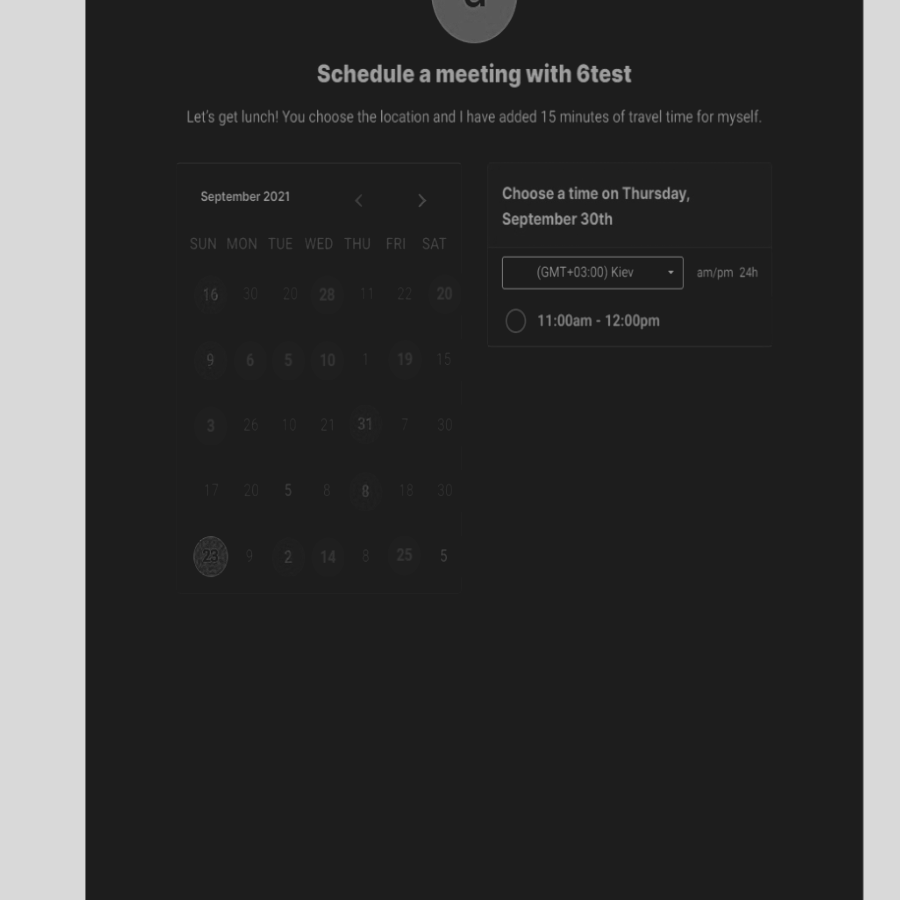 Schedule a meeting with 6test
Let's get lunch! You choose the location and I have added 15 minutes of travel time for myself.
September 2021
SUN MON TUE WED THU FRI SAT
16 30 20 28 11 22 20
9 6 5 10 1 19 15
3 26 10 21 31 7 30
17 20 5 8 8 18 30
23 9 2 14 8 25 5
Choose a time on Thursday,
September 30th
(GMT+03:00) Kiev
am/pm 24h
11:00am - 12:00pm